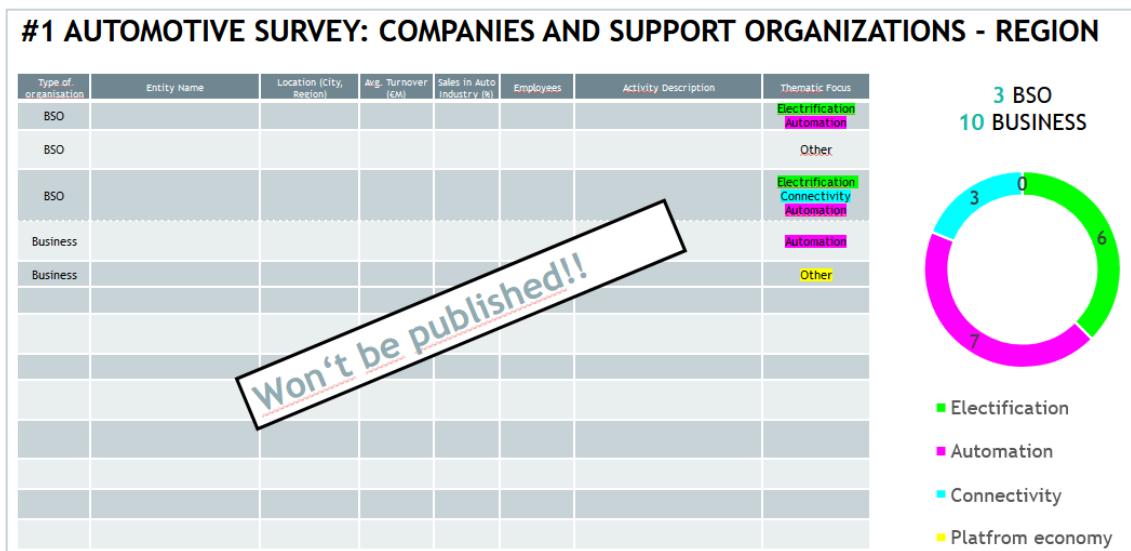 #1 AUTOMOTIVE SURVEY: COMPANIES AND SUPPORT ORGANIZATIONS - REGION
Type of
organisation
Entity Name
Location (City,
Region)
Avg. Turnover
(€M)
Sales in Auto
Industry (%)
Employees
Activity Description
Thematic Focus
BSO
Electrification
Automation
BSO
Other
BSO
Electrification
Connectivity
Automation
Business
Automation
Business
Other
Won‘t be published!!
3 BSO
10 BUSINESS
0
3
6
7
Electification
Automation
Connectivity
Platfrom economy